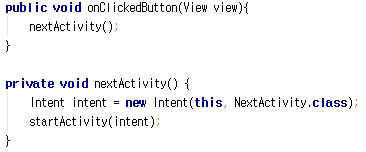 public void onClickedButton(View view){
    nextActivity();
}

private void nextActivity() {
    Intent intent = new Intent(this, NextActivity.class);
    startActivity(intent);
}